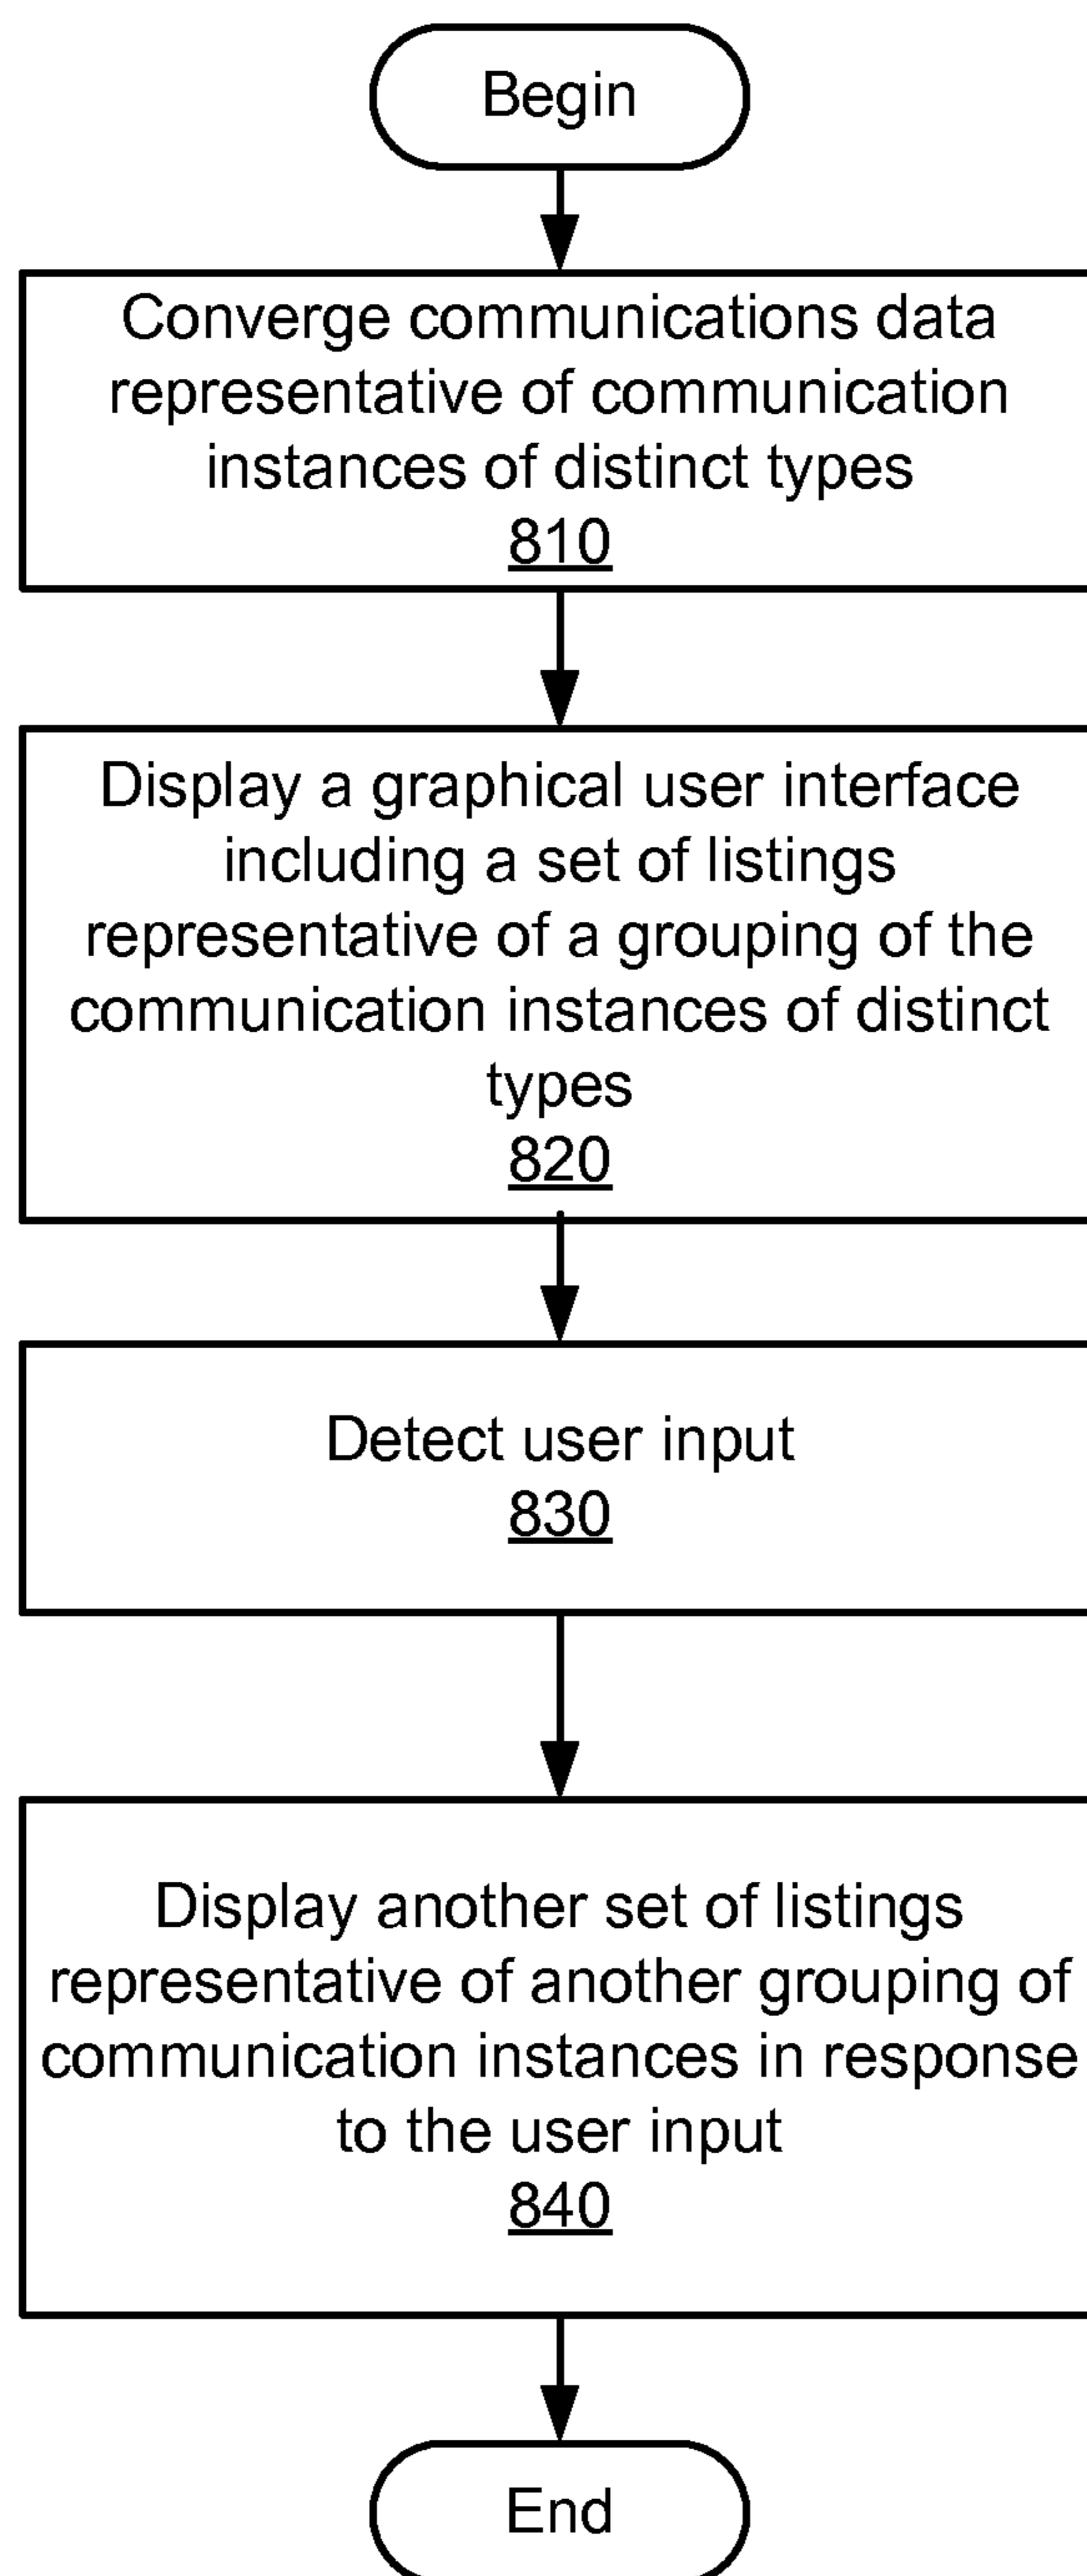 Begin
Converge communications data
representative of communication
instances of distinct types
810
Display a graphical user interface
including a set of listings
representative of a grouping of the
communication instances of distinct
types
820
Detect user input
830
Display another set of listings
representative of another grouping of
communication instances in response
to the user input
840
End